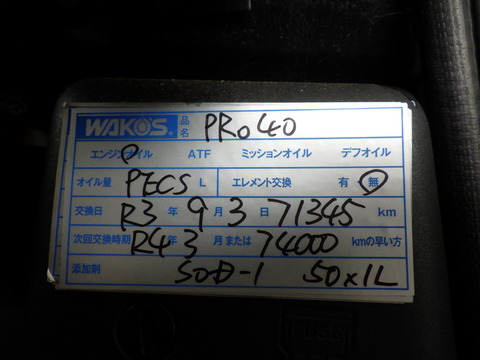 WAKO'S 品名 PRo40
エンジンオイル ATF ミッションオイル デフオイル
オイル量 PECS L エレメント交換 有 無
交換日 R3 年 9 月 3 日 71345 km
次回交換時期 R4 3 月または 74000 kmの早い方
添加剤 SOD-1 50x1L
FUSE